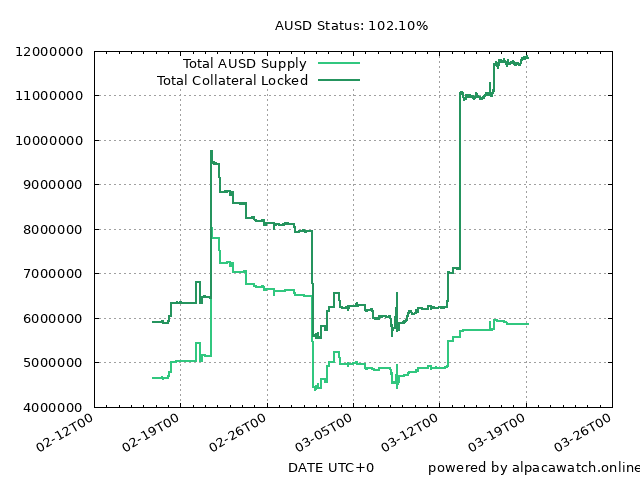 AUSD Status: 102.10%
12000000
Total AUSD Supply
Total Collateral Locked
11000000
10000000
9000000
8000000
7000000
6000000
5000000
4000000
02-12T00
02-19T00
02-26T00
03-05T00
03-12T00
03-19T00
03-26T00
DATE UTC+0
powered by alpacawatch.online